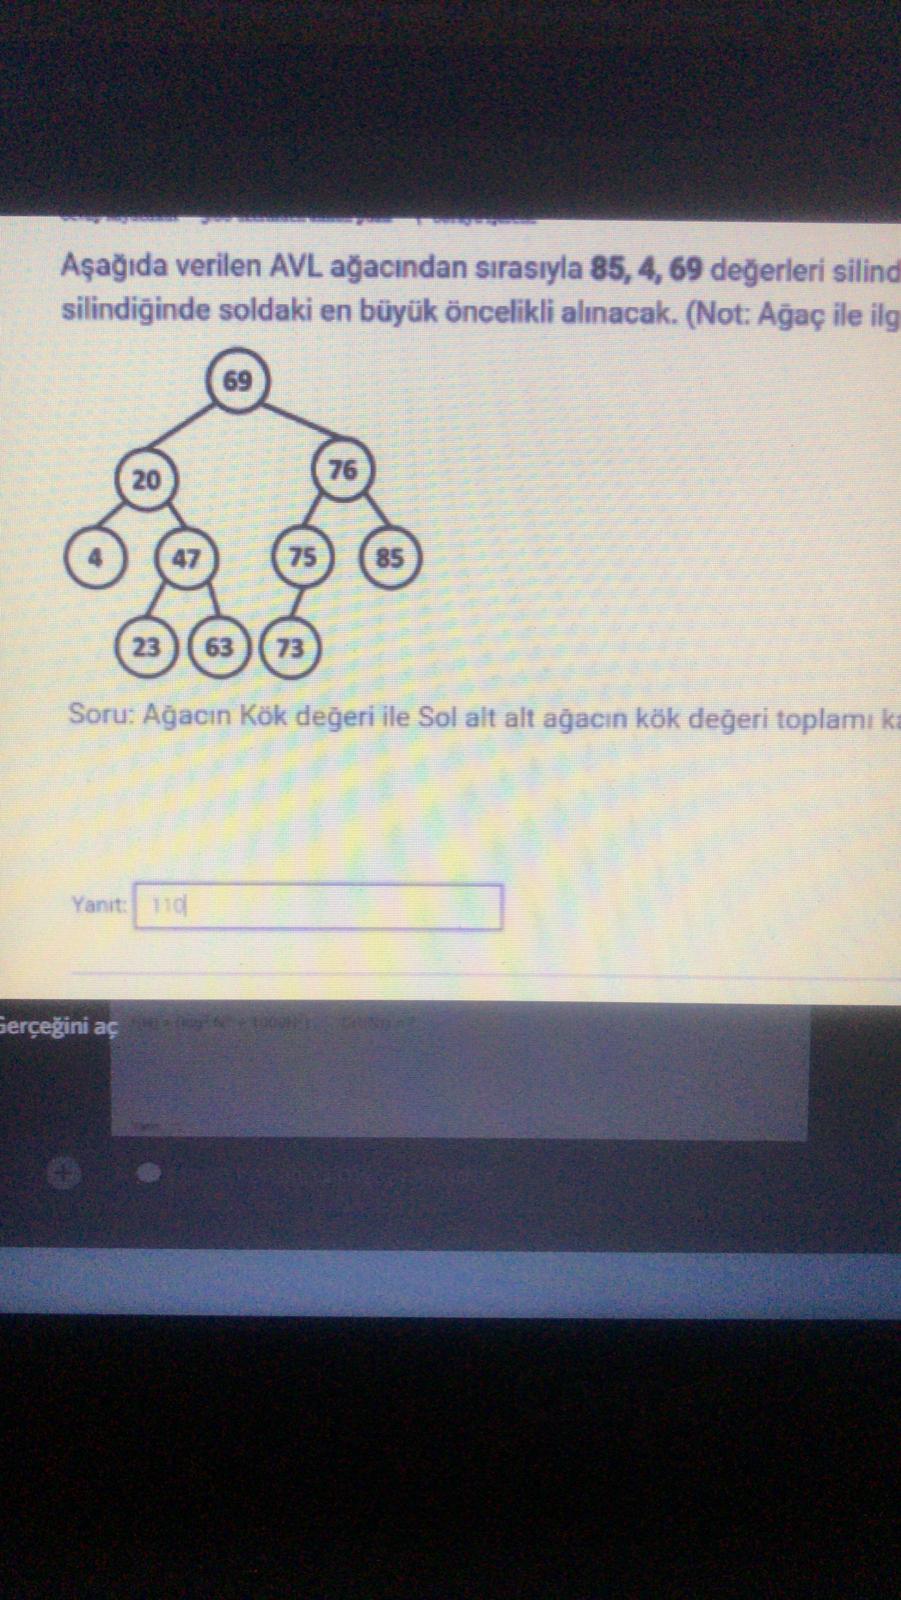 Aşağıda verilen AVL ağacından sırasıyla 85, 4, 69 değerleri silind
silindiğinde soldaki en büyük öncelikli alınacak. (Not: Ağaç ile ilg
69
20 76
4 47 75 85
23 63 73
Soru: Ağacın Kök değeri ile Sol alt alt ağacın kök değeri toplamı ka
Yanıt: 110
Gerçeğini aç